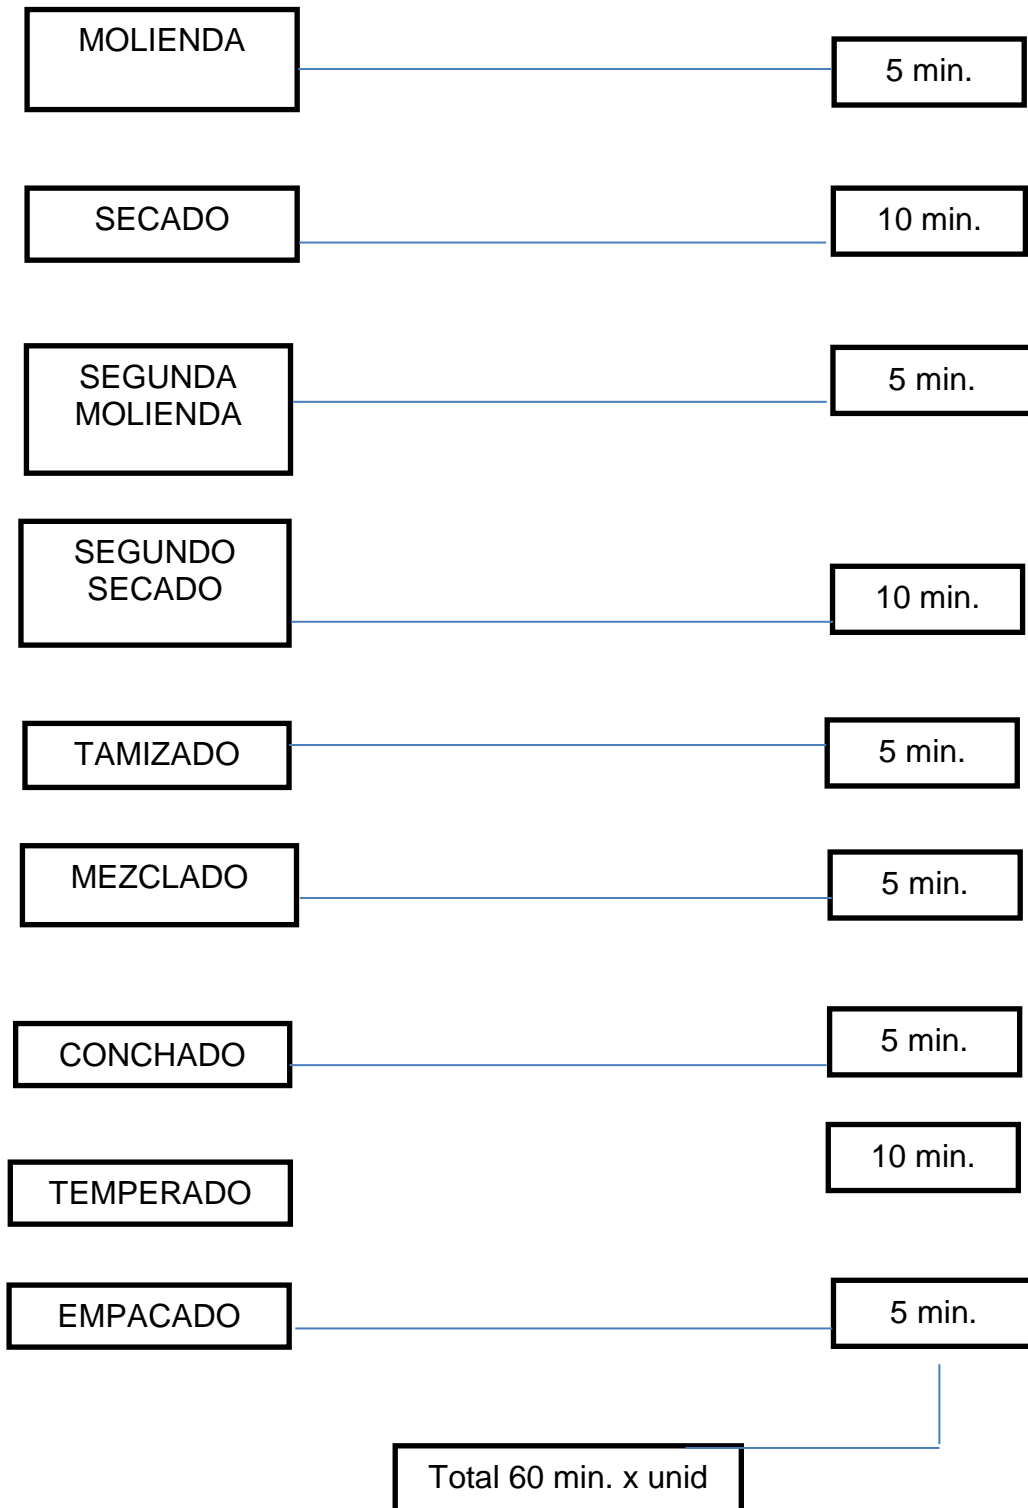 MOLIENDA
5 min.
SECADO
10 min.
SEGUNDA
MOLIENDA
5 min.
SEGUNDO
SECADO
10 min.
TAMIZADO
5 min.
MEZCLADO
5 min.
CONCHADO
5 min.
TEMPERADO
10 min.
EMPACADO
5 min.
Total 60 min. x unid